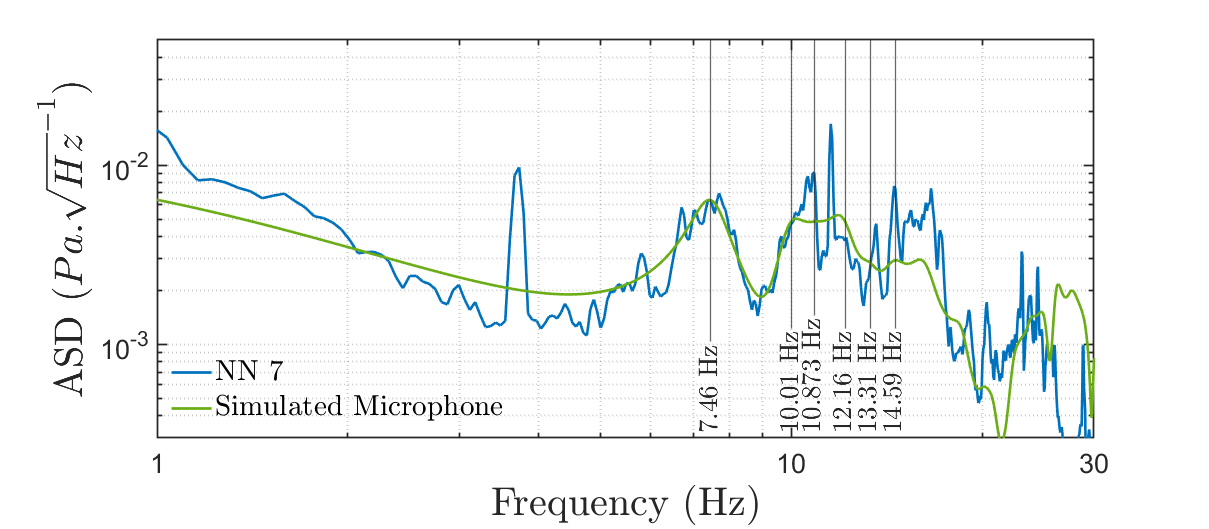 ASD (Pa.√Hz⁻¹)
10⁻²
10⁻³
NN 7
Simulated Microphone
7.46 Hz
10.01 Hz
10.873 Hz
12.16 Hz
13.31 Hz
14.59 Hz
1
10
30
Frequency (Hz)